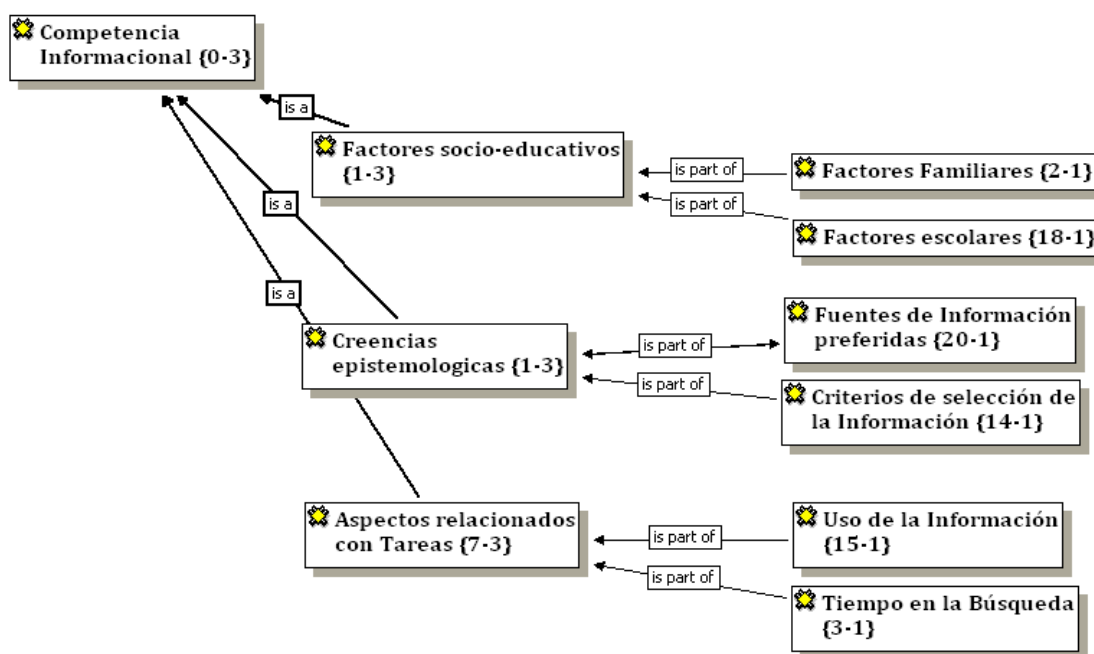 Competencia
Informacional {0-3}
is a
Factores socio-educativos
{1-3}
is part of
Factores Familiares {2-1}
is part of
Factores escolares {18-1}
is a
is a
Creencias
epistemologicas {1-3}
is part of
Fuentes de Información
preferidas {20-1}
is part of
Criterios de selección de
la Información {14-1}
Aspectos relacionados
con Tareas {7-3}
is part of
Uso de la Información
{15-1}
is part of
Tiempo en la Búsqueda
{3-1}